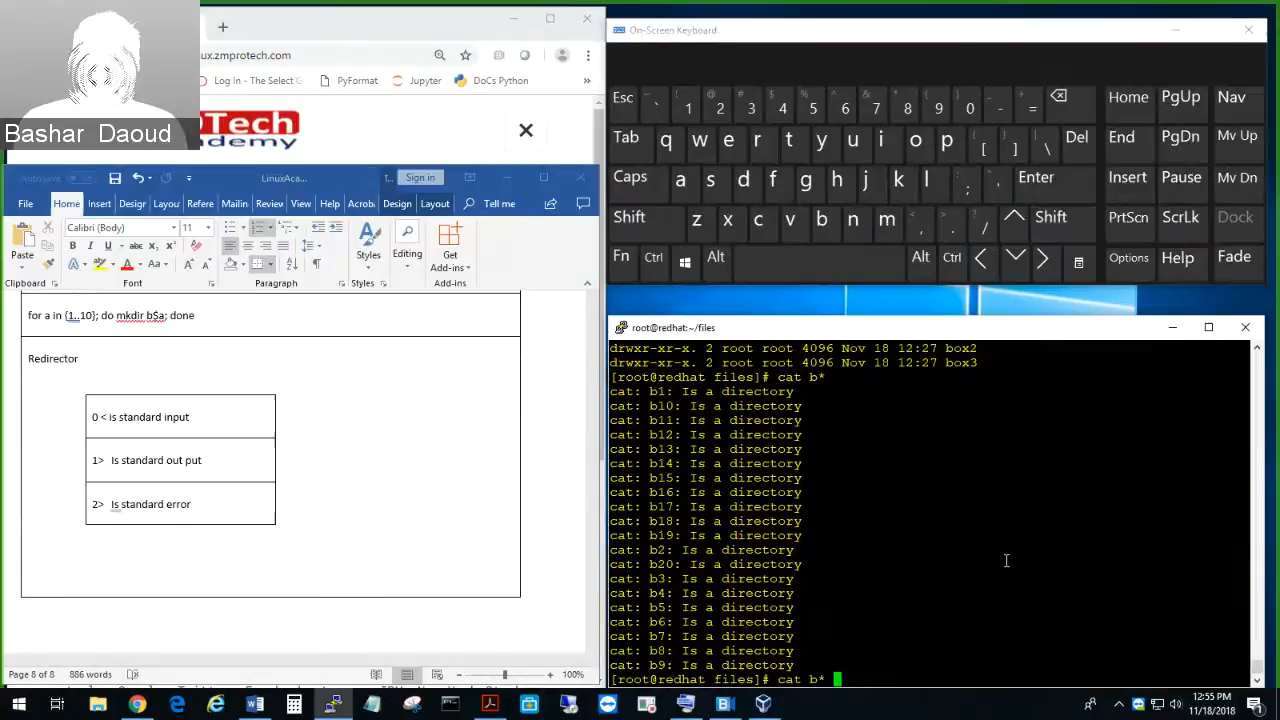 Bashar Daoud
ux.zmprotech.com
Log In - The Select G
PyFormat
Jupyter
DoCs Python
»
Tech
demy
AutoSave
LinuxAca...
Sign in
File Home Insert Design Layou Refere Mailin Review View Help Acroba Design Layout Tell me
Calibri (Body) 11
Paste
Styles
Editing
Get
Add-ins
Clipboard Font Paragraph Styles Add-ins
for a in {1..10}; do mkdir b$a; done
Redirector
0 < is standard input
1> Is standard out put
2> Is standard error
Page 8 of 8 886 words 100%
On-Screen Keyboard
Esc ~ ` ! 1 @ 2 # 3 $ 4 % 5 ^ 6 & 7 * 8 ( 9 ) 0 _ - + = Home PgUp Nav
Tab q w e r t y u i o p { [ } ] | \ Del End PgDn Mv Up
Caps a s d f g h j k l : ; " ' Enter Insert Pause Mv Dn
Shift z x c v b n m < , > . ? / Shift PrtScn ScrLk Dock
Fn Ctrl Alt Alt Ctrl Options Help Fade
root@redhat:~/files
drwxr-xr-x. 2 root root 4096 Nov 18 12:27 box2
drwxr-xr-x. 2 root root 4096 Nov 18 12:27 box3
[root@redhat files]# cat b*
cat: b1: Is a directory
cat: b10: Is a directory
cat: b11: Is a directory
cat: b12: Is a directory
cat: b13: Is a directory
cat: b14: Is a directory
cat: b15: Is a directory
cat: b16: Is a directory
cat: b17: Is a directory
cat: b18: Is a directory
cat: b19: Is a directory
cat: b2: Is a directory
cat: b20: Is a directory
cat: b3: Is a directory
cat: b4: Is a directory
cat: b5: Is a directory
cat: b6: Is a directory
cat: b7: Is a directory
cat: b8: Is a directory
cat: b9: Is a directory
[root@redhat files]# cat b*
12:55 PM
11/18/2018